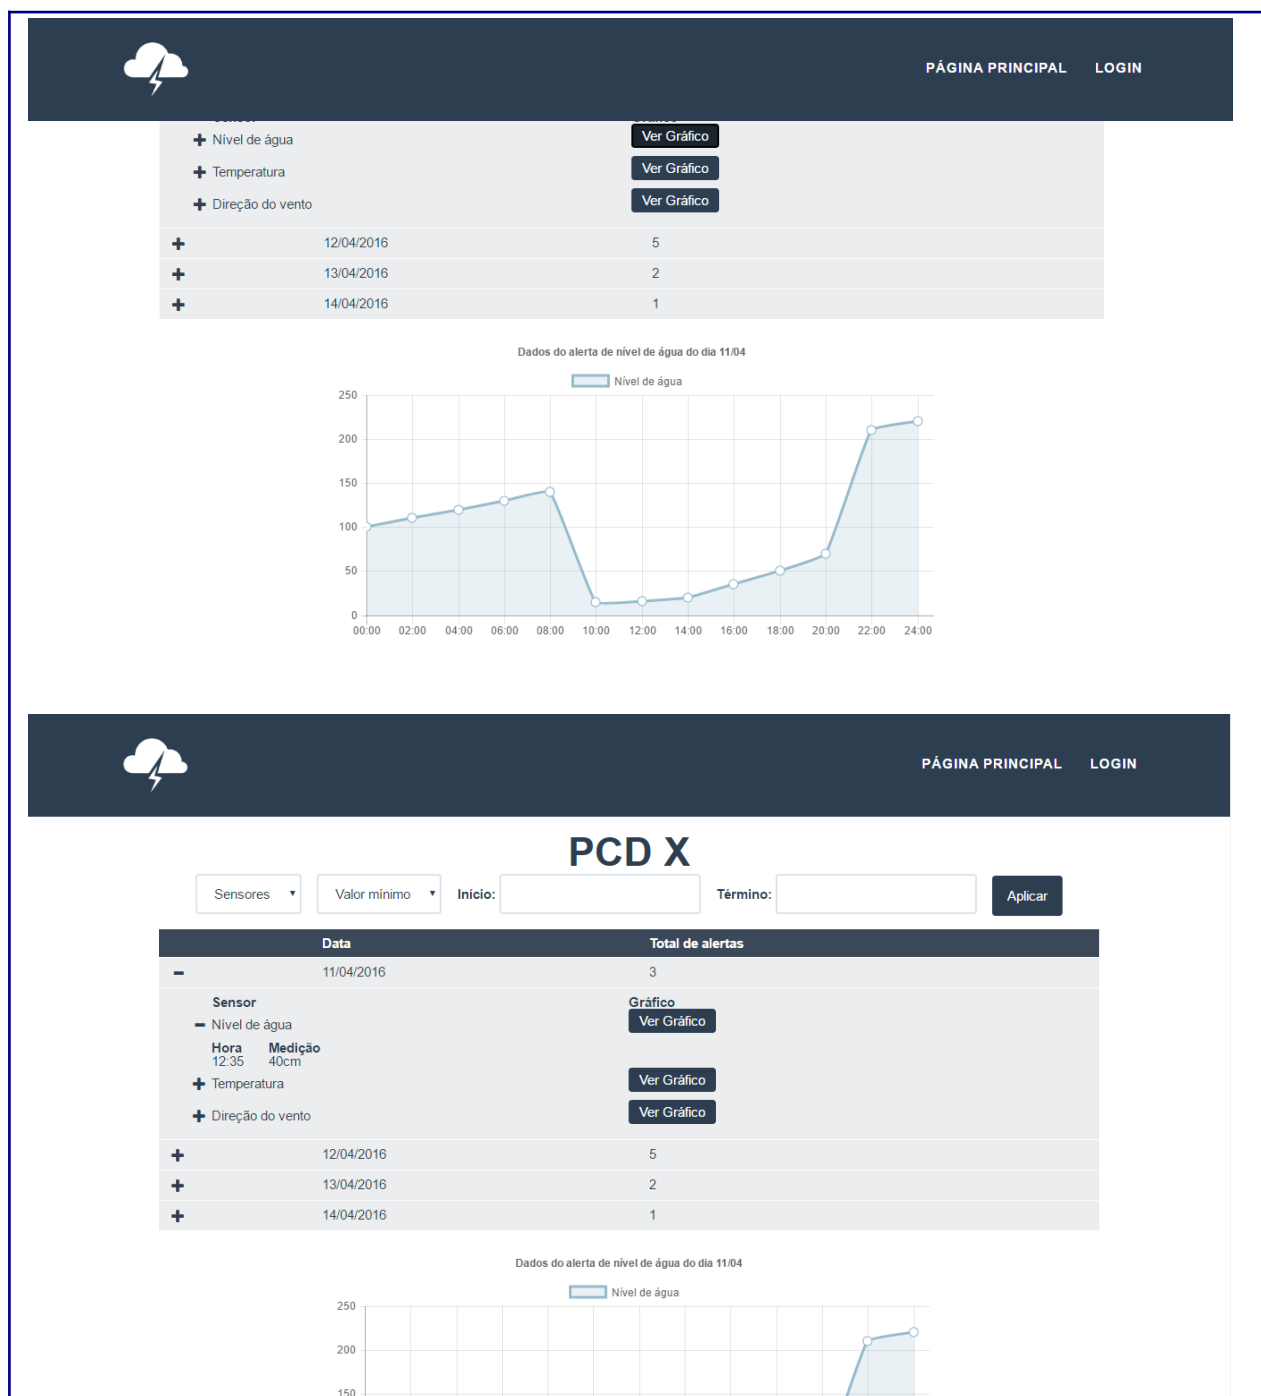 PÁGINA PRINCIPAL LOGIN
Sensor Gráfico
Nível de água Ver Gráfico
Temperatura Ver Gráfico
Direção do vento Ver Gráfico
12/04/2016 5
13/04/2016 2
14/04/2016 1
Dados do alerta de nível de água do dia 11/04
Nível de água
250
200
150
100
50
0
00:00 02:00 04:00 06:00 08:00 10:00 12:00 14:00 16:00 18:00 20:00 22:00 24:00
PÁGINA PRINCIPAL LOGIN
PCD X
Sensores Valor mínimo Início: Término: Aplicar
Data Total de alertas
11/04/2016 3
Sensor Gráfico
Nível de água Ver Gráfico
Hora Medição
12:35 40cm
Temperatura Ver Gráfico
Direção do vento Ver Gráfico
12/04/2016 5
13/04/2016 2
14/04/2016 1
Dados do alerta de nível de água do dia 11/04
Nível de água
250
200
150